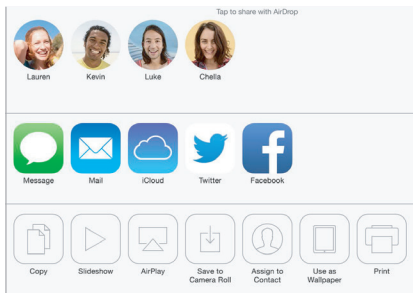 Tap to share with AirDrop
Lauren Kevin Luke Chella
Message Mail iCloud Twitter Facebook
Copy Slideshow AirPlay Save to Camera Roll Assign to Contact Use as Wallpaper Print